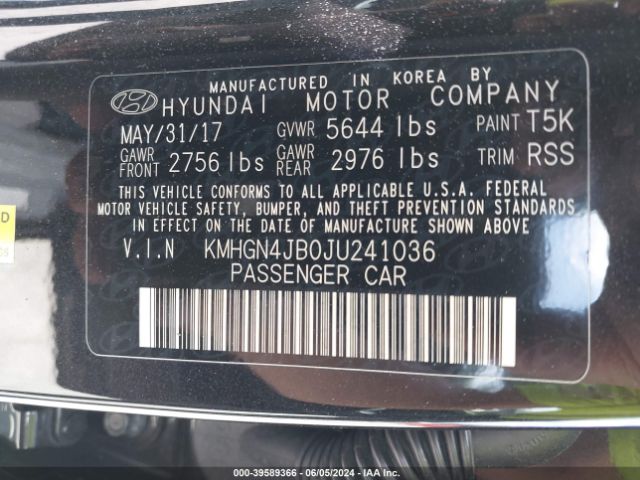 MANUFACTURED IN KOREA BY
HYUNDAI MOTOR COMPANY
MAY/31/17 GVWR 5644 lbs PAINT T5K
GAWR FRONT 2756 lbs GAWR REAR 2976 lbs TRIM RSS
THIS VEHICLE CONFORMS TO ALL APPLICABLE U.S.A. FEDERAL
MOTOR VEHICLE SAFETY, BUMPER, AND THEFT PREVENTION
STANDARDS IN EFFECT ON THE DATE OF MANUFACTURE SHOWN ABOVE.
V.I.N KMHGN4JB0JU241036
PASSENGER CAR
000-39589366 - 06/05/2024 - IAA Inc.